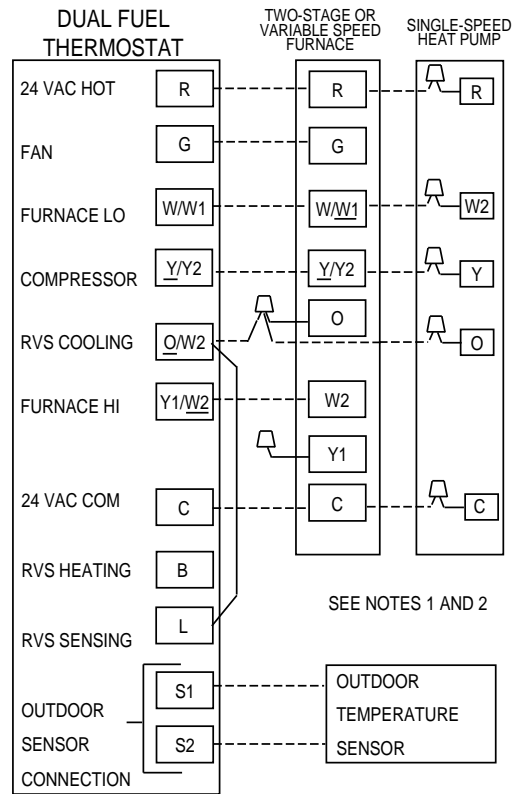 DUAL FUEL
THERMOSTAT
TWO-STAGE OR
VARIABLE SPEED
FURNACE
SINGLE-SPEED
HEAT PUMP
24 VAC HOT R R R
FAN G G
FURNACE LO W/W1 W/W1 W2
COMPRESSOR Y/Y2 Y/Y2 Y
O
RVS COOLING O/W2 O
FURNACE HI Y1/W2 W2
Y1
24 VAC COM C C C
RVS HEATING B
SEE NOTES 1 AND 2
RVS SENSING L
OUTDOOR
SENSOR
CONNECTION
S1
S2
OUTDOOR
TEMPERATURE
SENSOR